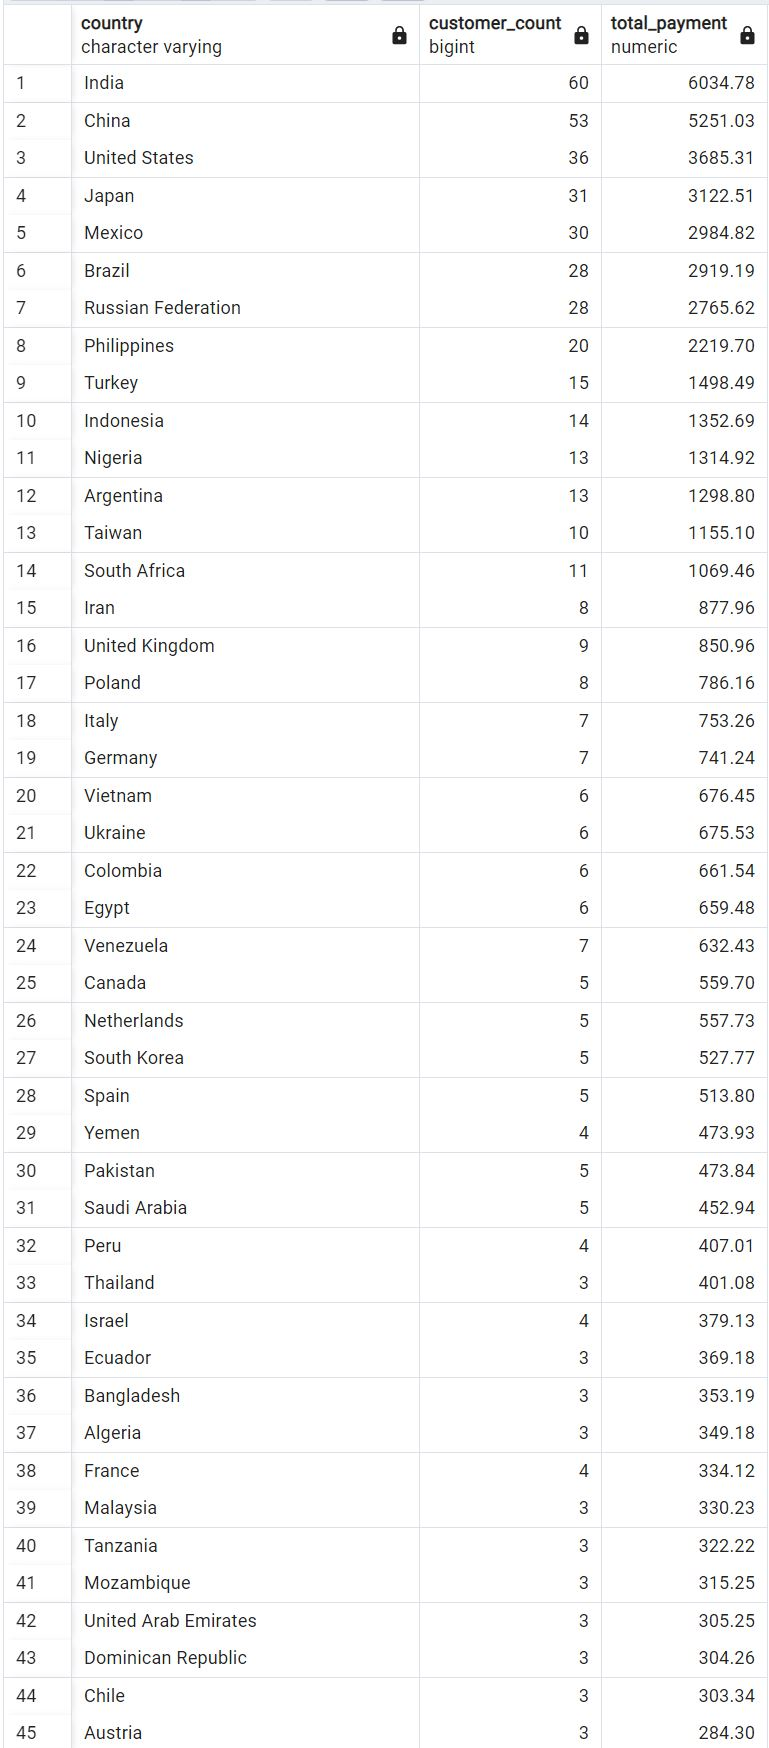 country customer_count total_payment
character varying bigint numeric
1 India 60 6034.78
2 China 53 5251.03
3 United States 36 3685.31
4 Japan 31 3122.51
5 Mexico 30 2984.82
6 Brazil 28 2919.19
7 Russian Federation 28 2765.62
8 Philippines 20 2219.70
9 Turkey 15 1498.49
10 Indonesia 14 1352.69
11 Nigeria 13 1314.92
12 Argentina 13 1298.80
13 Taiwan 10 1155.10
14 South Africa 11 1069.46
15 Iran 8 877.96
16 United Kingdom 9 850.96
17 Poland 8 786.16
18 Italy 7 753.26
19 Germany 7 741.24
20 Vietnam 6 676.45
21 Ukraine 6 675.53
22 Colombia 6 661.54
23 Egypt 6 659.48
24 Venezuela 7 632.43
25 Canada 5 559.70
26 Netherlands 5 557.73
27 South Korea 5 527.77
28 Spain 5 513.80
29 Yemen 4 473.93
30 Pakistan 5 473.84
31 Saudi Arabia 5 452.94
32 Peru 4 407.01
33 Thailand 3 401.08
34 Israel 4 379.13
35 Ecuador 3 369.18
36 Bangladesh 3 353.19
37 Algeria 3 349.18
38 France 4 334.12
39 Malaysia 3 330.23
40 Tanzania 3 322.22
41 Mozambique 3 315.25
42 United Arab Emirates 3 305.25
43 Dominican Republic 3 304.26
44 Chile 3 303.34
45 Austria 3 284.30